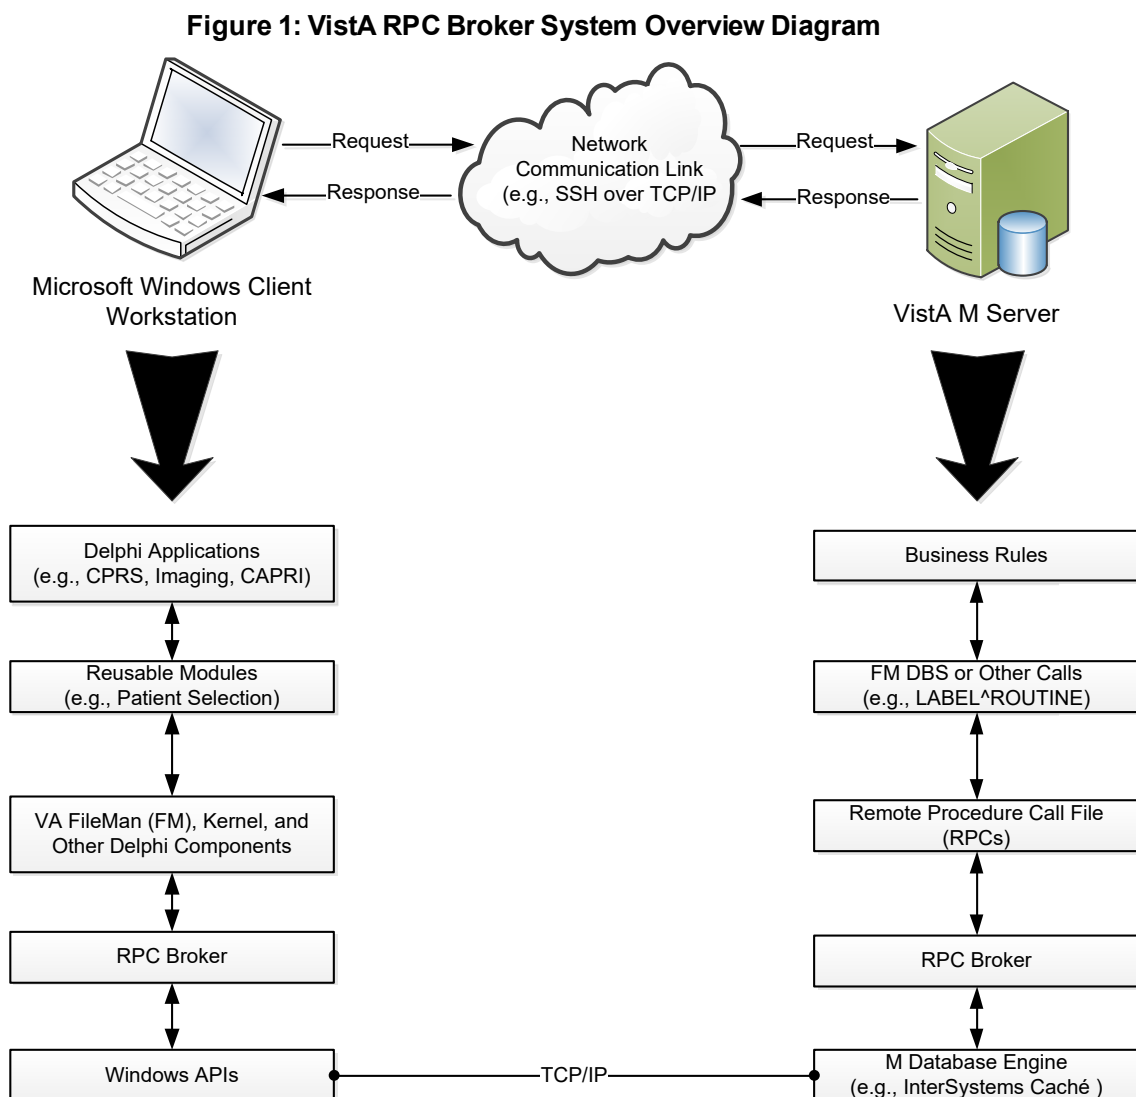 Figure 1: VistA RPC Broker System Overview Diagram
Request
Response
Network
Communication Link
(e.g., SSH over TCP/IP
Request
Response
Microsoft Windows Client
Workstation
VistA M Server
Delphi Applications
(e.g., CPRS, Imaging, CAPRI)
Reusable Modules
(e.g., Patient Selection)
VA FileMan (FM), Kernel, and
Other Delphi Components
RPC Broker
Windows APIs
TCP/IP
Business Rules
FM DBS or Other Calls
(e.g., LABEL^ROUTINE)
Remote Procedure Call File
(RPCs)
RPC Broker
M Database Engine
(e.g., InterSystems Caché )